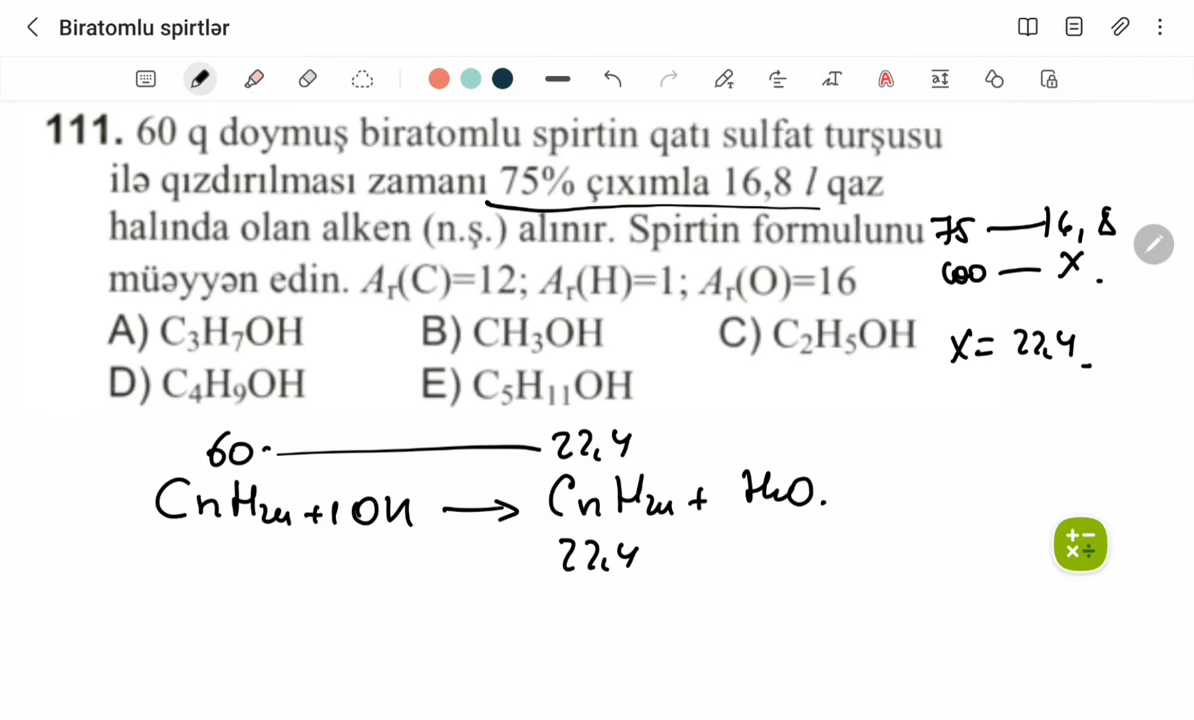 Biratomlu spirtlər
111. 60 q doymuş biratomlu spirtin qatı sulfat turşusu
ilə qızdırılması zamanı 75% çıxımla 16,8 l qaz
halında olan alken (n.ş.) alınır. Spirtin formulunu
müəyyən edin. Aᵣ(C)=12; Aᵣ(H)=1; Aᵣ(O)=16
A) C₃H₇OH B) CH₃OH C) C₂H₅OH
D) C₄H₉OH E) C₅H₁₁OH
75 — 16,8
100 — X.
X = 22,4
60 — 22,4
CnH2n+1OH → CnH2n + H2O.
22,4